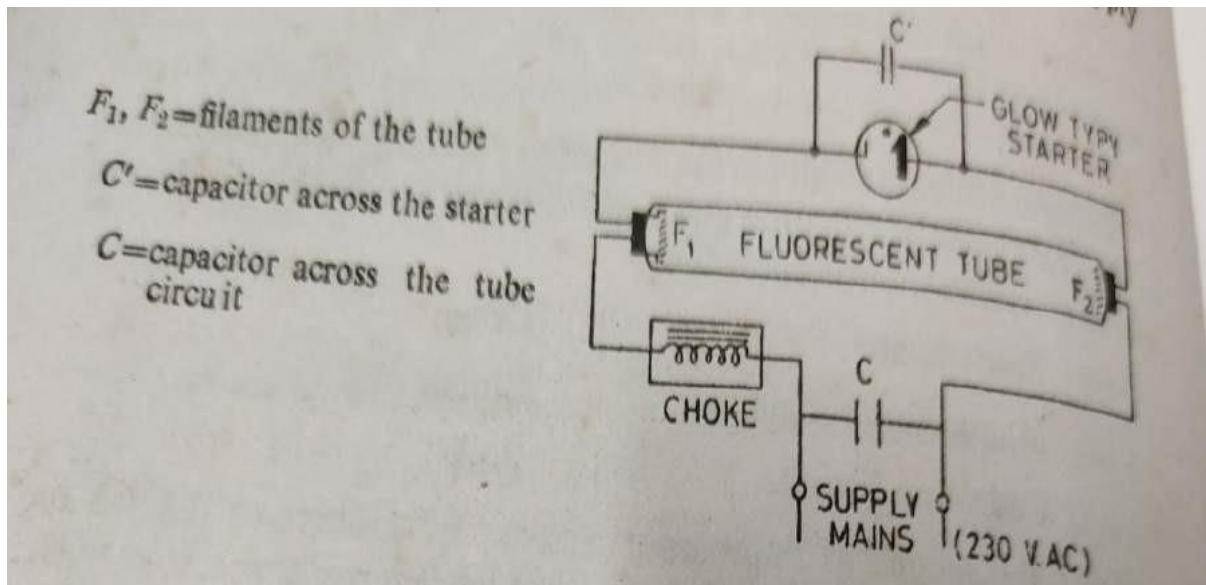 F₁, F₂=filaments of the tube
C'=capacitor across the starter
C=capacitor across the tube
circuit
C'
GLOW TYPY
STARTER
F₁ FLUORESCENT TUBE F₂
C
CHOKE
SUPPLY
MAINS (230 V.AC)